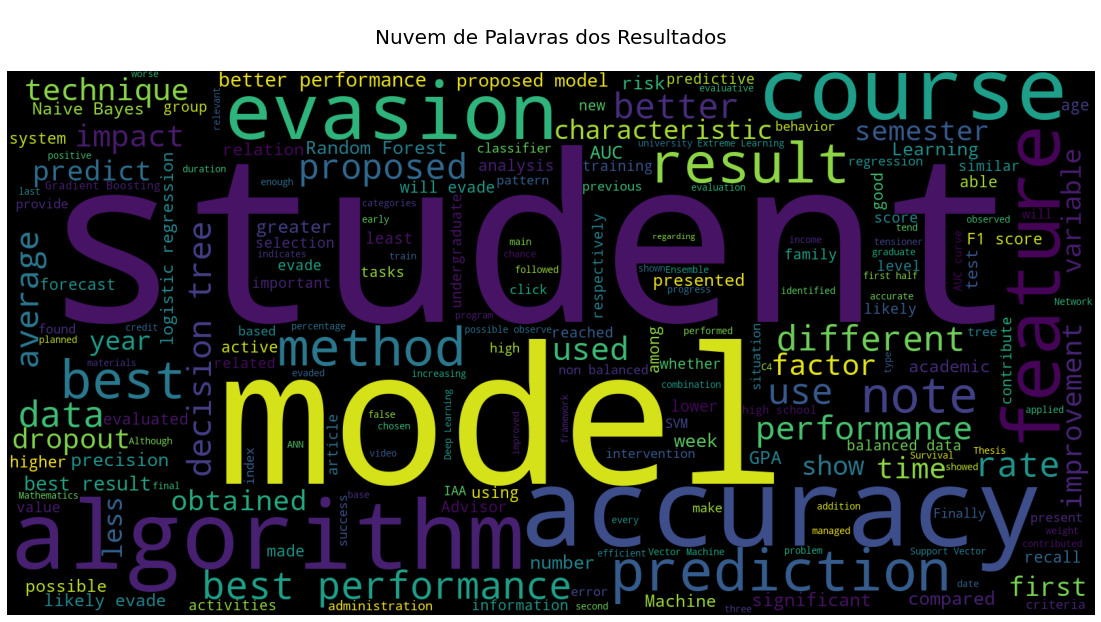 Nuvem de Palavras dos Resultados
worse
technique
better performance
proposed model
risk
predictive
evaluative
course
Naive Bayes
group
relevant
evasion
new
better
age
system
impact
characteristic
behavior
semester
positive
relation
Random Forest
classifier
AUC
university
Extreme Learning
Learning
predict
duration
proposed
analysis
training
result
regression
similar
last
Gradient Boosting
enough
will evade
pattern
previous
evaluation
good
able
provide
logistic regression
categories
undergraduate
student
score
will
variable
feature
greater
early
least
main
regarding
income
tend
observed
selection
indicates
chance
respectively
family
graduate
tensioner
F1 score
average
evade
train
tasks
followed
shown
Ensemble
level
test
AUC curve
forecast
tree
decision tree
important
click
presented
progress
identified
first half
accurate
likely
Network
program
found
credit
based
percentage
possible observe
reached
performed
different
tree
contribute
planned
year
active
method
high
used
among
whether
situation
C4
factor
type
academic
materials
related
evaded
increasing
non balanced
combination
best
model
use
note
improvement
data
evaluated
false
chosen
lower
high school
applied
dropout
Although
article
ANN
video
Deep Learning
improved
framework
SVM
week
performance
balanced data
higher
precision
index
intervention
GPA
show
time
Survival
showed
Thesis
rate
best result
final
Mathematics
value
less
obtained
success
base
IAA
using
Advisor
make
accuracy
addition
managed
Finally
present
weight
contributed
algorithm
every
made
number
efficient
Vector Machine
problem
Support Vector
recall
possible
best performance
error
prediction
date
compared
first
likely evade
activities
administration
information
second
Machine
three
significant
criteria